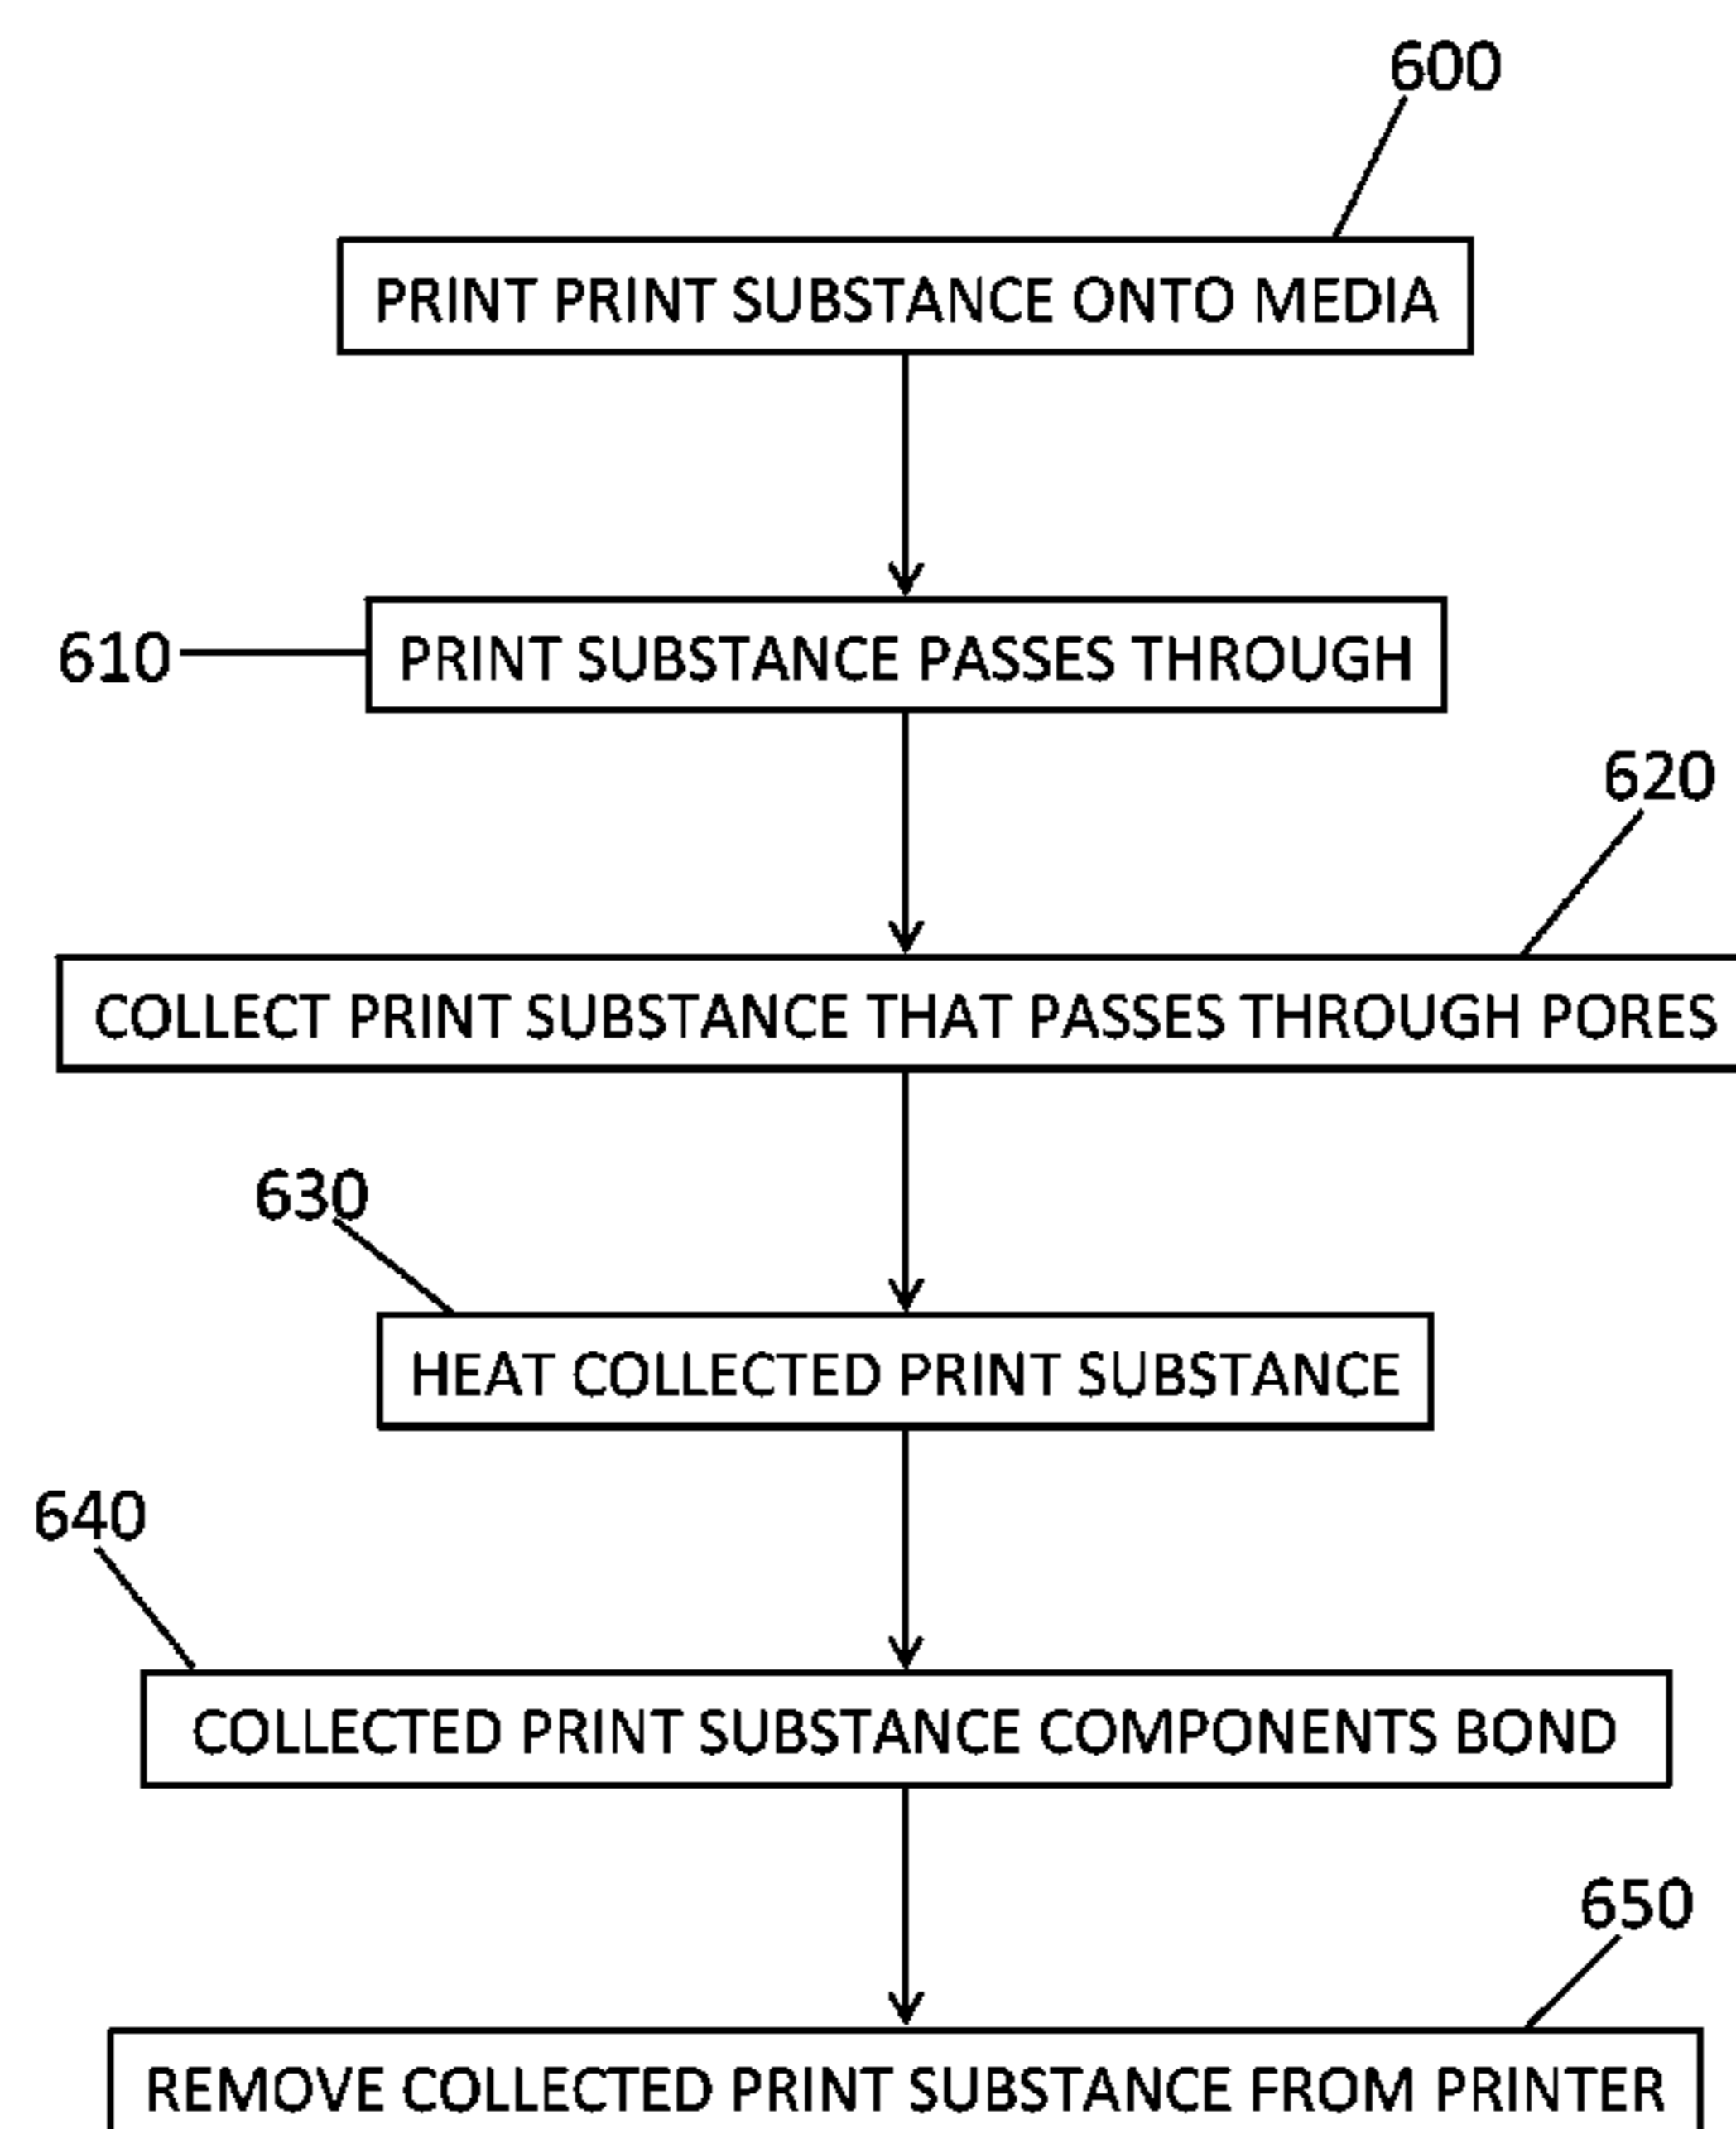 600
PRINT PRINT SUBSTANCE ONTO MEDIA
610
PRINT SUBSTANCE PASSES THROUGH
620
COLLECT PRINT SUBSTANCE THAT PASSES THROUGH PORES
630
HEAT COLLECTED PRINT SUBSTANCE
640
COLLECTED PRINT SUBSTANCE COMPONENTS BOND
650
REMOVE COLLECTED PRINT SUBSTANCE FROM PRINTER